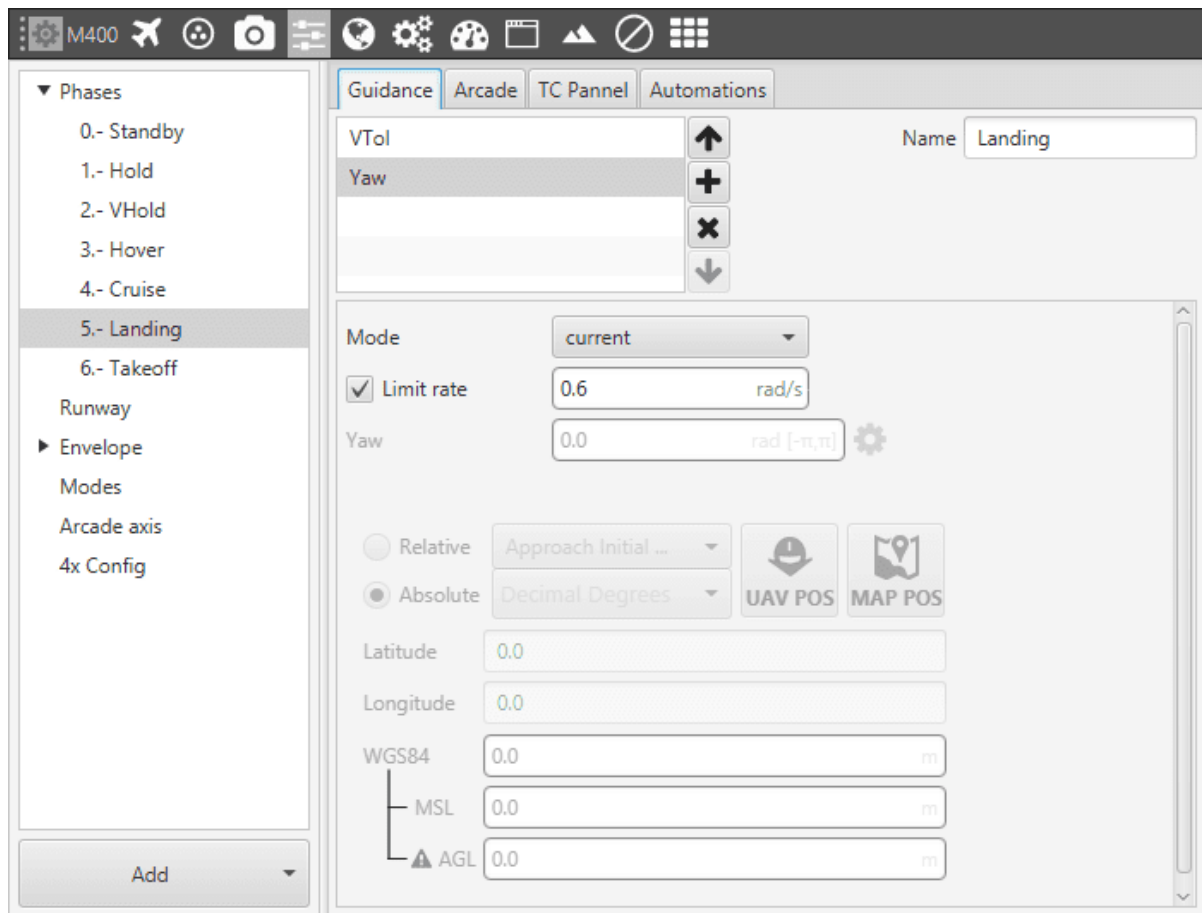 M400
Phases
0.- Standby
1.- Hold
2.- VHold
3.- Hover
4.- Cruise
5.- Landing
6.- Takeoff
Runway
Envelope
Modes
Arcade axis
4x Config
Add
Guidance Arcade TC Pannel Automations
VTol
Yaw
Name Landing
Mode current
Limit rate 0.6 rad/s
Yaw 0.0 rad [-π,π]
Relative Approach Initial ...
Absolute Decimal Degrees
UAV POS MAP POS
Latitude 0.0
Longitude 0.0
WGS84 0.0 m
MSL 0.0 m
AGL 0.0 m